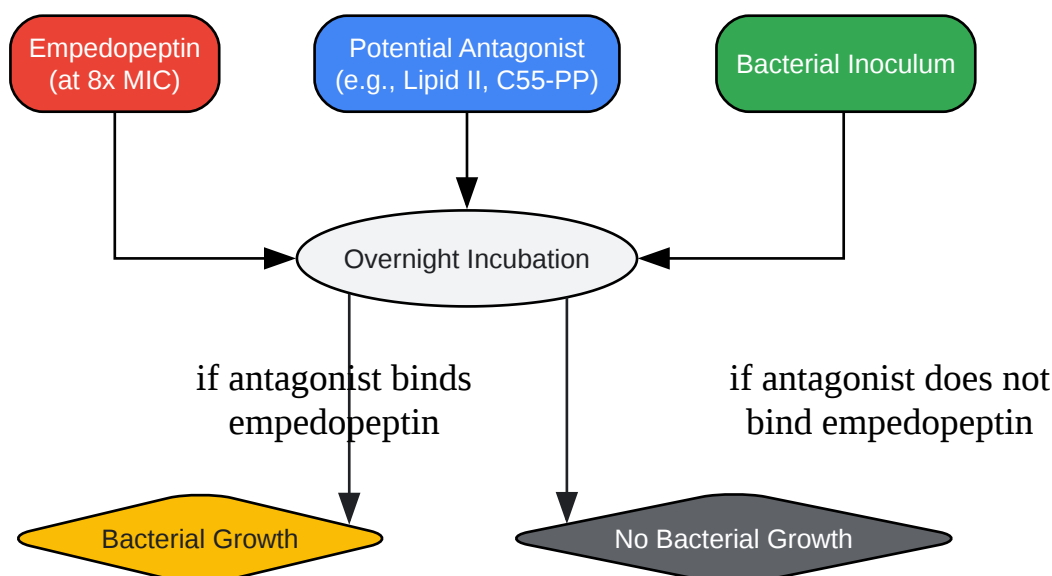 Empedopeptin
(at 8x MIC)
Potential Antagonist
(e.g., Lipid II, C55-PP)
Bacterial Inoculum
Overnight Incubation
if antagonist binds
empedopeptin
if antagonist does not
bind empedopeptin
Bacterial Growth
No Bacterial Growth